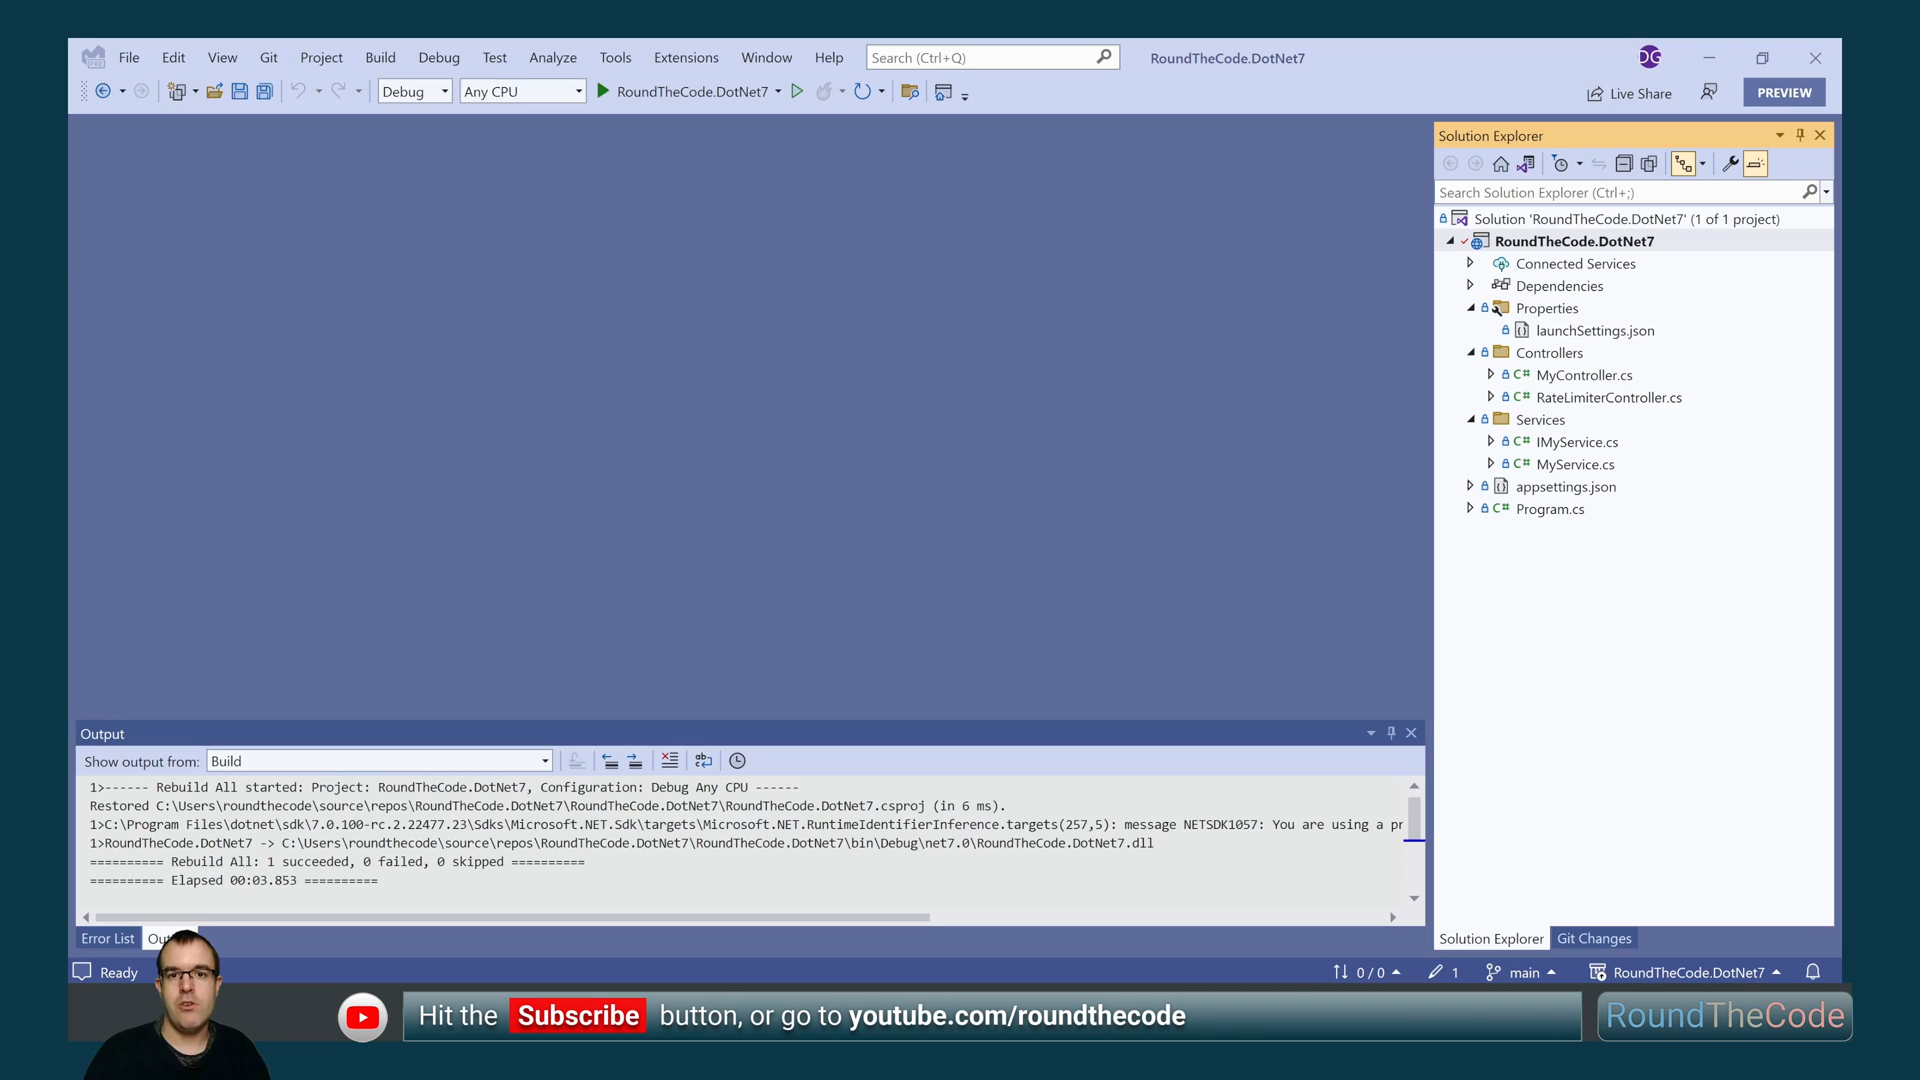 File Edit View Git Project Build Debug Test Analyze Tools Extensions Window Help Search (Ctrl+Q) RoundTheCode.DotNet7 DG
Debug Any CPU RoundTheCode.DotNet7 Live Share PREVIEW
Solution Explorer
Search Solution Explorer (Ctrl+;)
Solution 'RoundTheCode.DotNet7' (1 of 1 project)
RoundTheCode.DotNet7
Connected Services
Dependencies
Properties
launchSettings.json
Controllers
C# MyController.cs
C# RateLimiterController.cs
Services
C# IMyService.cs
C# MyService.cs
appsettings.json
C# Program.cs
Output
Show output from: Build
1>------ Rebuild All started: Project: RoundTheCode.DotNet7, Configuration: Debug Any CPU ------
Restored C:\Users\roundthecode\source\repos\RoundTheCode.DotNet7\RoundTheCode.DotNet7\RoundTheCode.DotNet7.csproj (in 6 ms).
1>C:\Program Files\dotnet\sdk\7.0.100-rc.2.22477.23\Sdks\Microsoft.NET.Sdk\targets\Microsoft.NET.RuntimeIdentifierInference.targets(257,5): message NETSDK1057: You are using a pr
1>RoundTheCode.DotNet7 -> C:\Users\roundthecode\source\repos\RoundTheCode.DotNet7\RoundTheCode.DotNet7\bin\Debug\net7.0\RoundTheCode.DotNet7.dll
========== Rebuild All: 1 succeeded, 0 failed, 0 skipped ==========
========== Elapsed 00:03.853 ==========
Error List Out
Solution Explorer Git Changes
Ready 0 / 0 1 main RoundTheCode.DotNet7
Hit the Subscribe button, or go to youtube.com/roundthecode
RoundTheCode